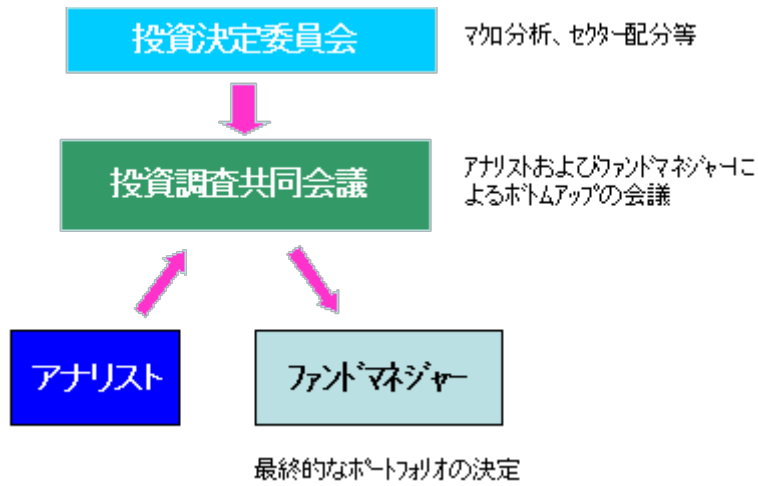 投資決定委員会
マクロ分析、セクター配分等
投資調査共同会議
アナリストおよびファンドマネジャーに
よるボトムアップの会議
アナリスト
ファンドマネジャー
最終的なポートフォリオの決定